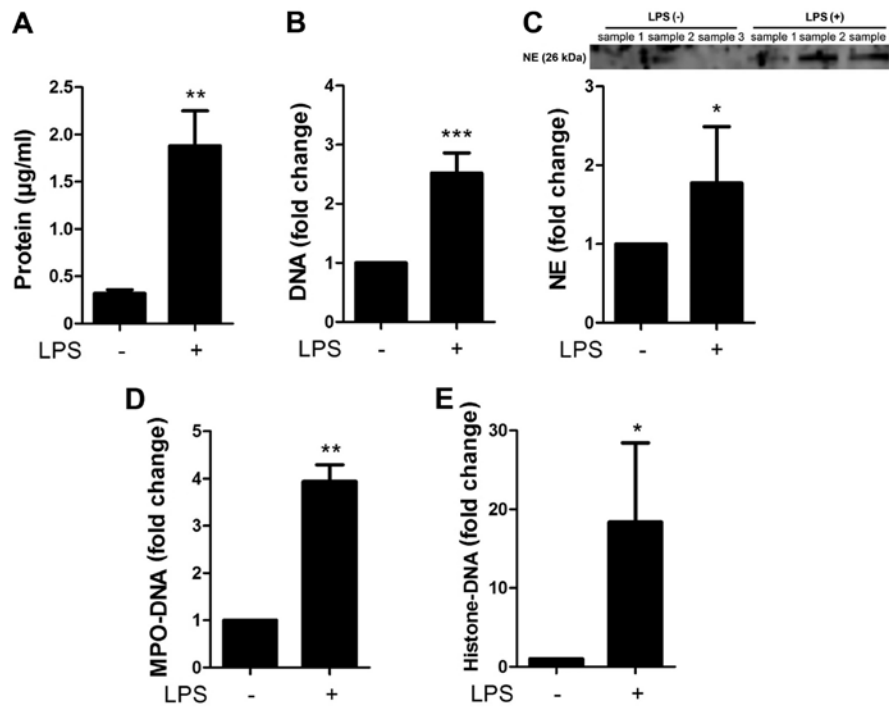 A
Protein (µg/ml)
2.5
2.0
1.5
1.0
0.5
0
**
LPS - +
B
DNA (fold change)
4
3
2
1
0
***
LPS - +
C
LPS (-) LPS (+)
sample 1 sample 2 sample 3 sample 1 sample 2 sample
NE (26 kDa)
NE (fold change)
3
2
1
0
*
LPS - +
D
MPO-DNA (fold change)
5
4
3
2
1
0
**
LPS - +
E
Histone-DNA (fold change)
30
20
10
0
*
LPS - +